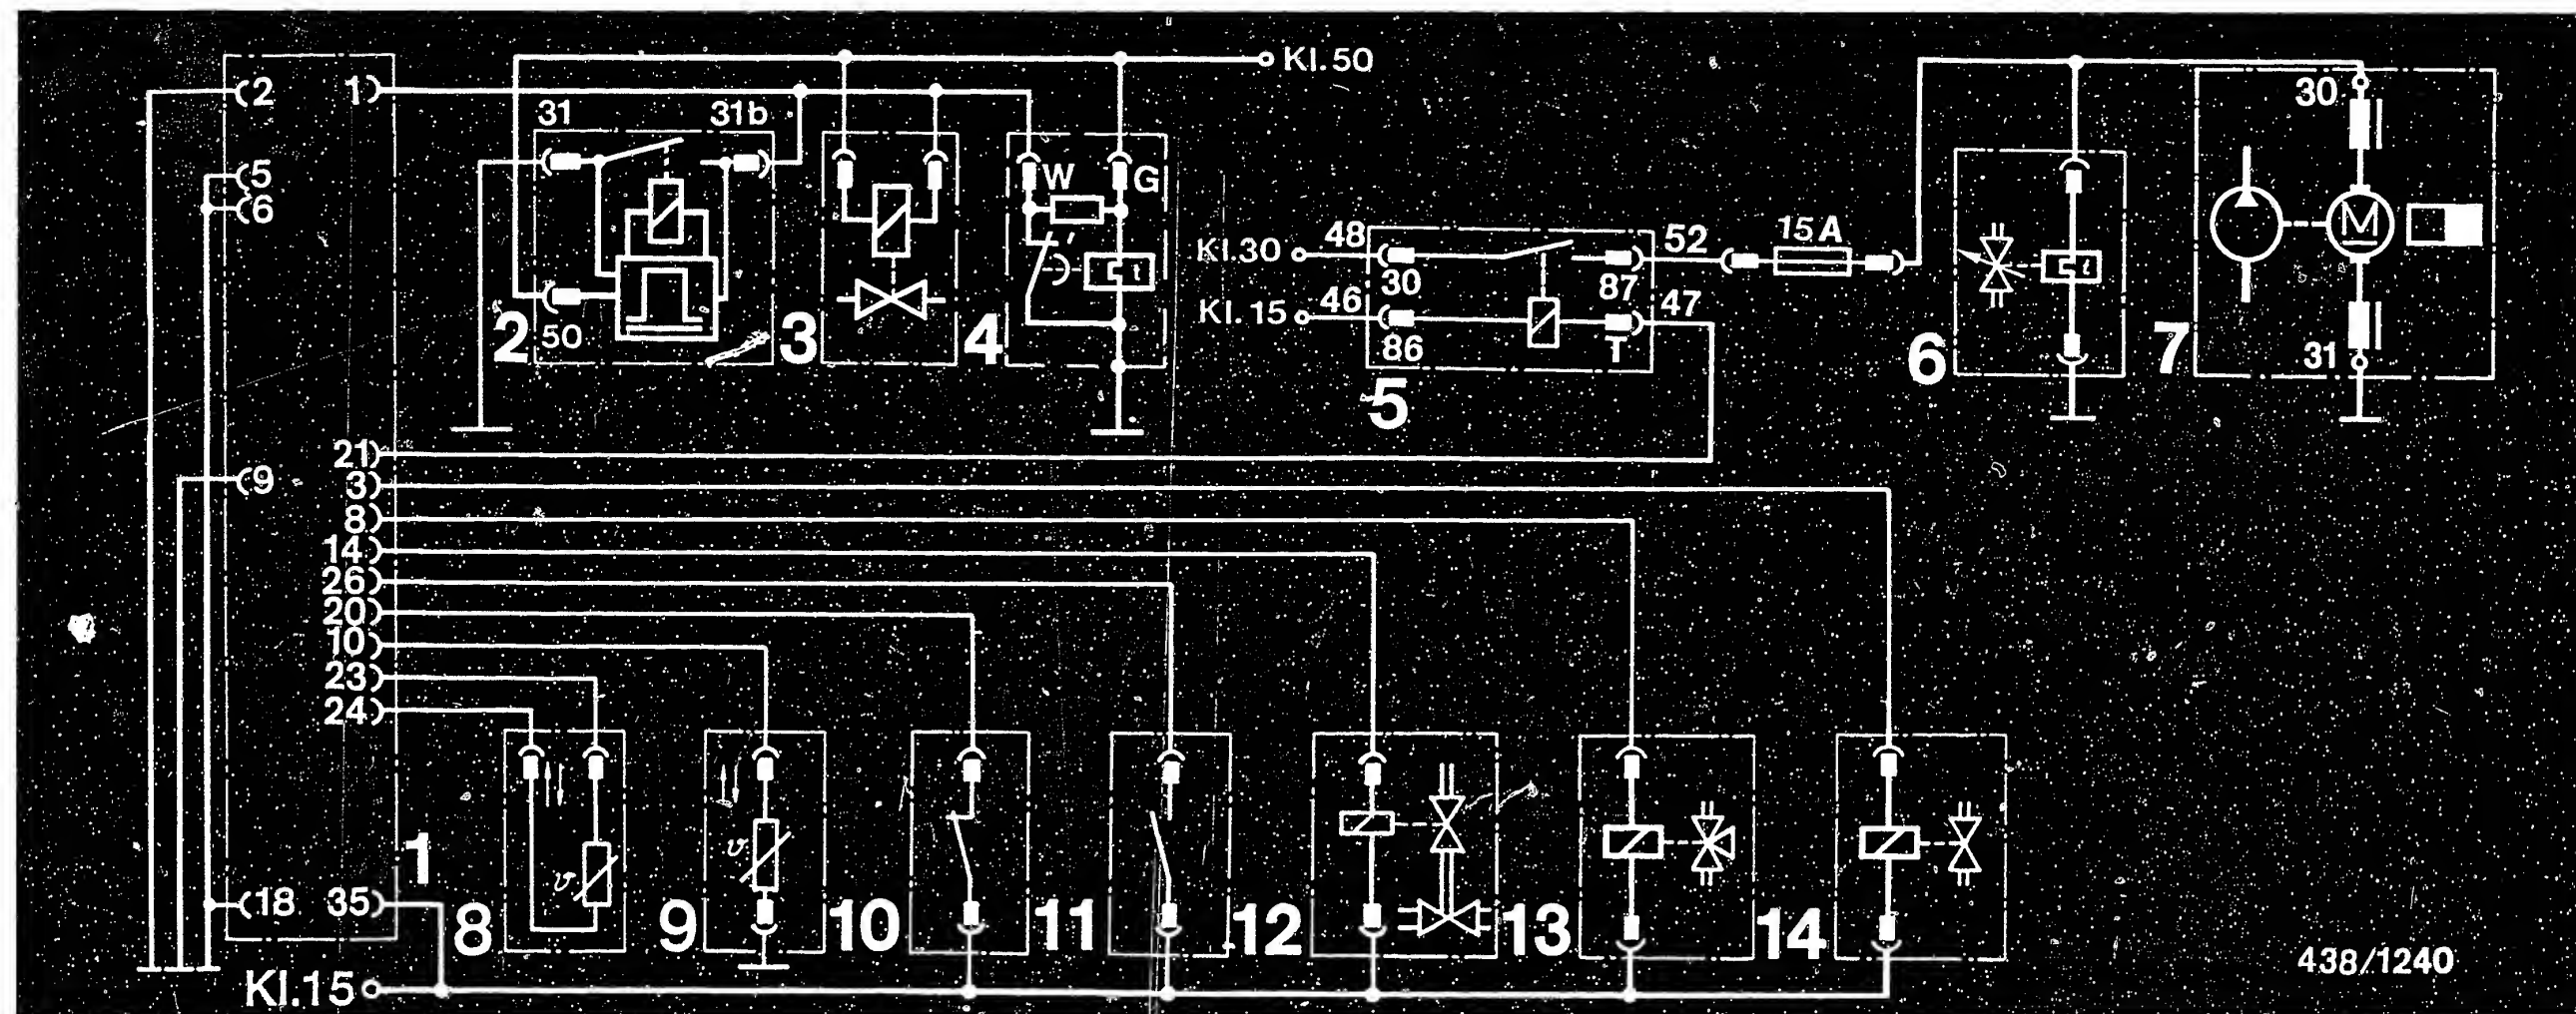 Kl.50
2 1
31 31b
30
5
6
W G
15A
Kl.30 48 52
30 87
Kl.15 46 47
86 T
t
t
M
50
2 3 4 5 6 7
31
21
9 3
8
14
26
20
10
23
24
1
υ υ
18 35
8 9 10 11 12 13 14
438/1240
Kl.15